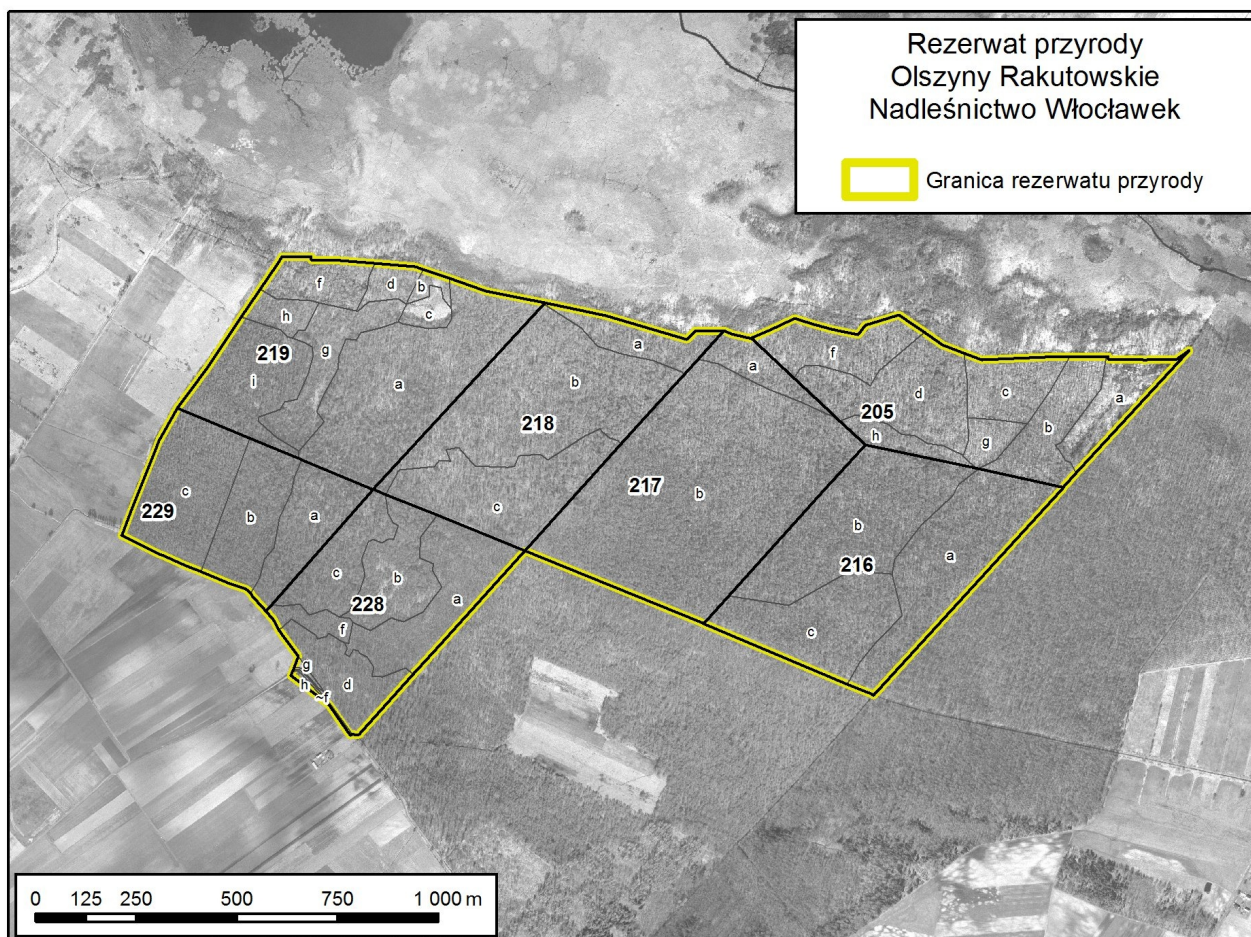 Rezerwat przyrody
Olszyny Rakutowskie
Nadleśnictwo Włocławek
Granica rezerwatu przyrody
f
d
b
c
h
g
219
i
a
a
b
218
c
a
217
b
f
d
c
a
205
b
h
g
b
216
a
c
c
229
b
a
c
b
228
a
f
g
h
~f
d
0 125 250 500 750 1 000 m